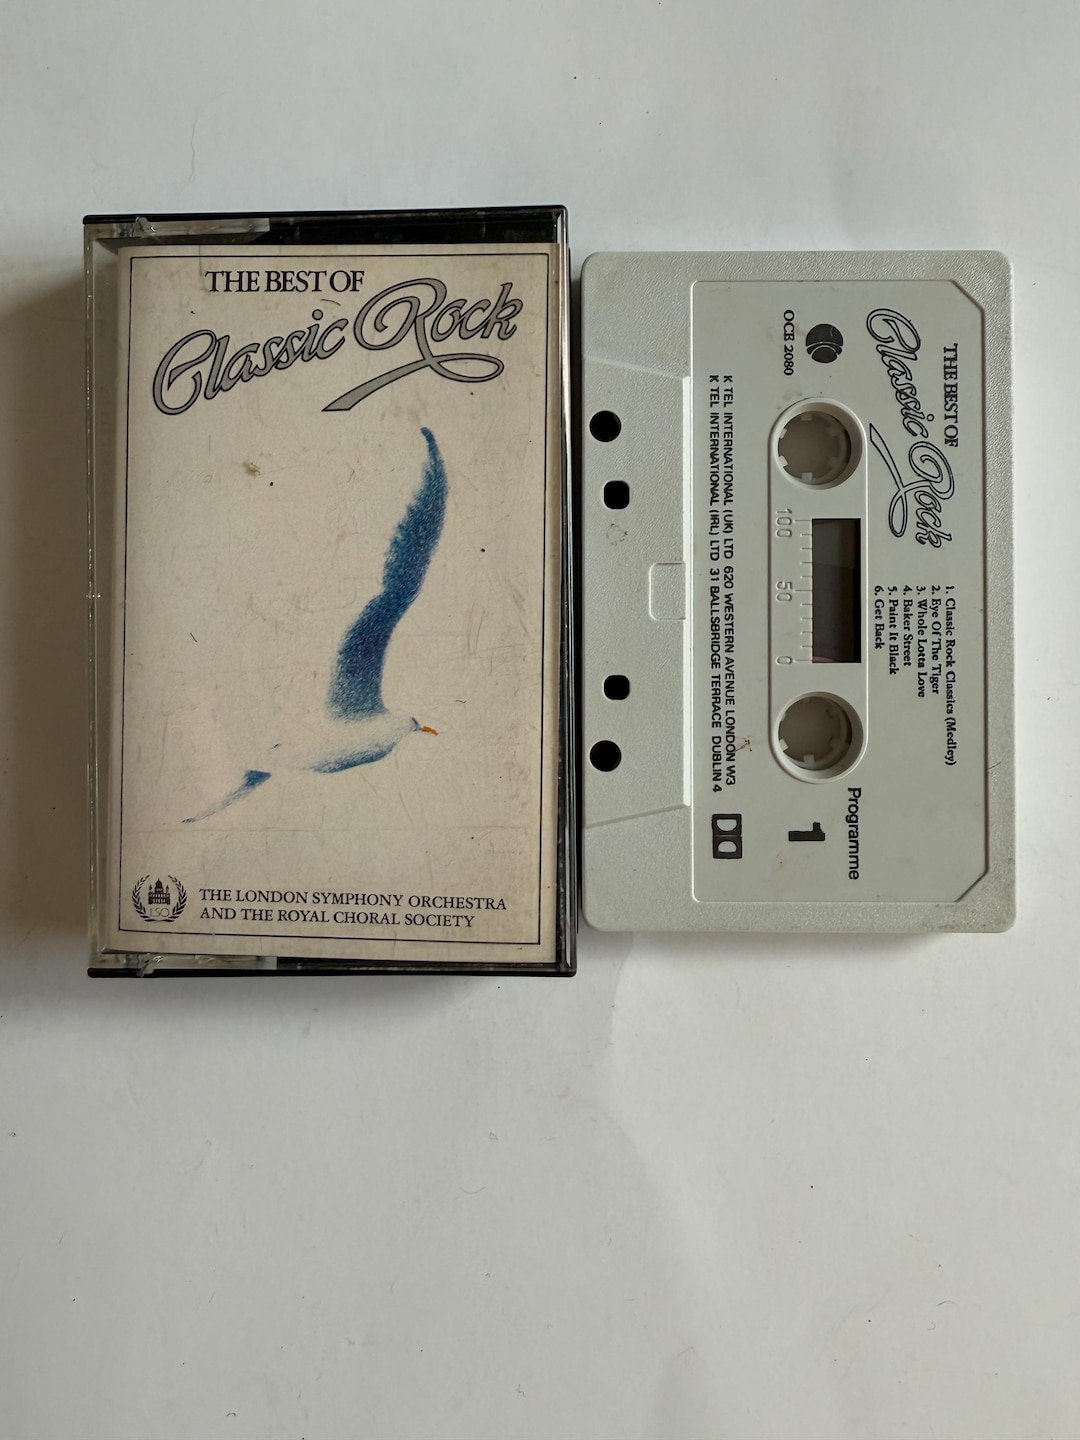 THE BEST OF
Classic Rock
LSO
THE LONDON SYMPHONY ORCHESTRA
AND THE ROYAL CHORAL SOCIETY
THE BEST OF
Classic Rock
1. Classic Rock Classics (Medley)
2. Eye Of The Tiger
3. Whole Lotta Love
4. Baker Street
5. Paint It Black
6. Get Back
OCE 2080
100 50 0
Programme
1
K TEL INTERNATIONAL (UK) LTD 620 WESTERN AVENUE LONDON W3
K TEL INTERNATIONAL (IRL) LTD 31 BALLSBRIDGE TERRACE DUBLIN 4